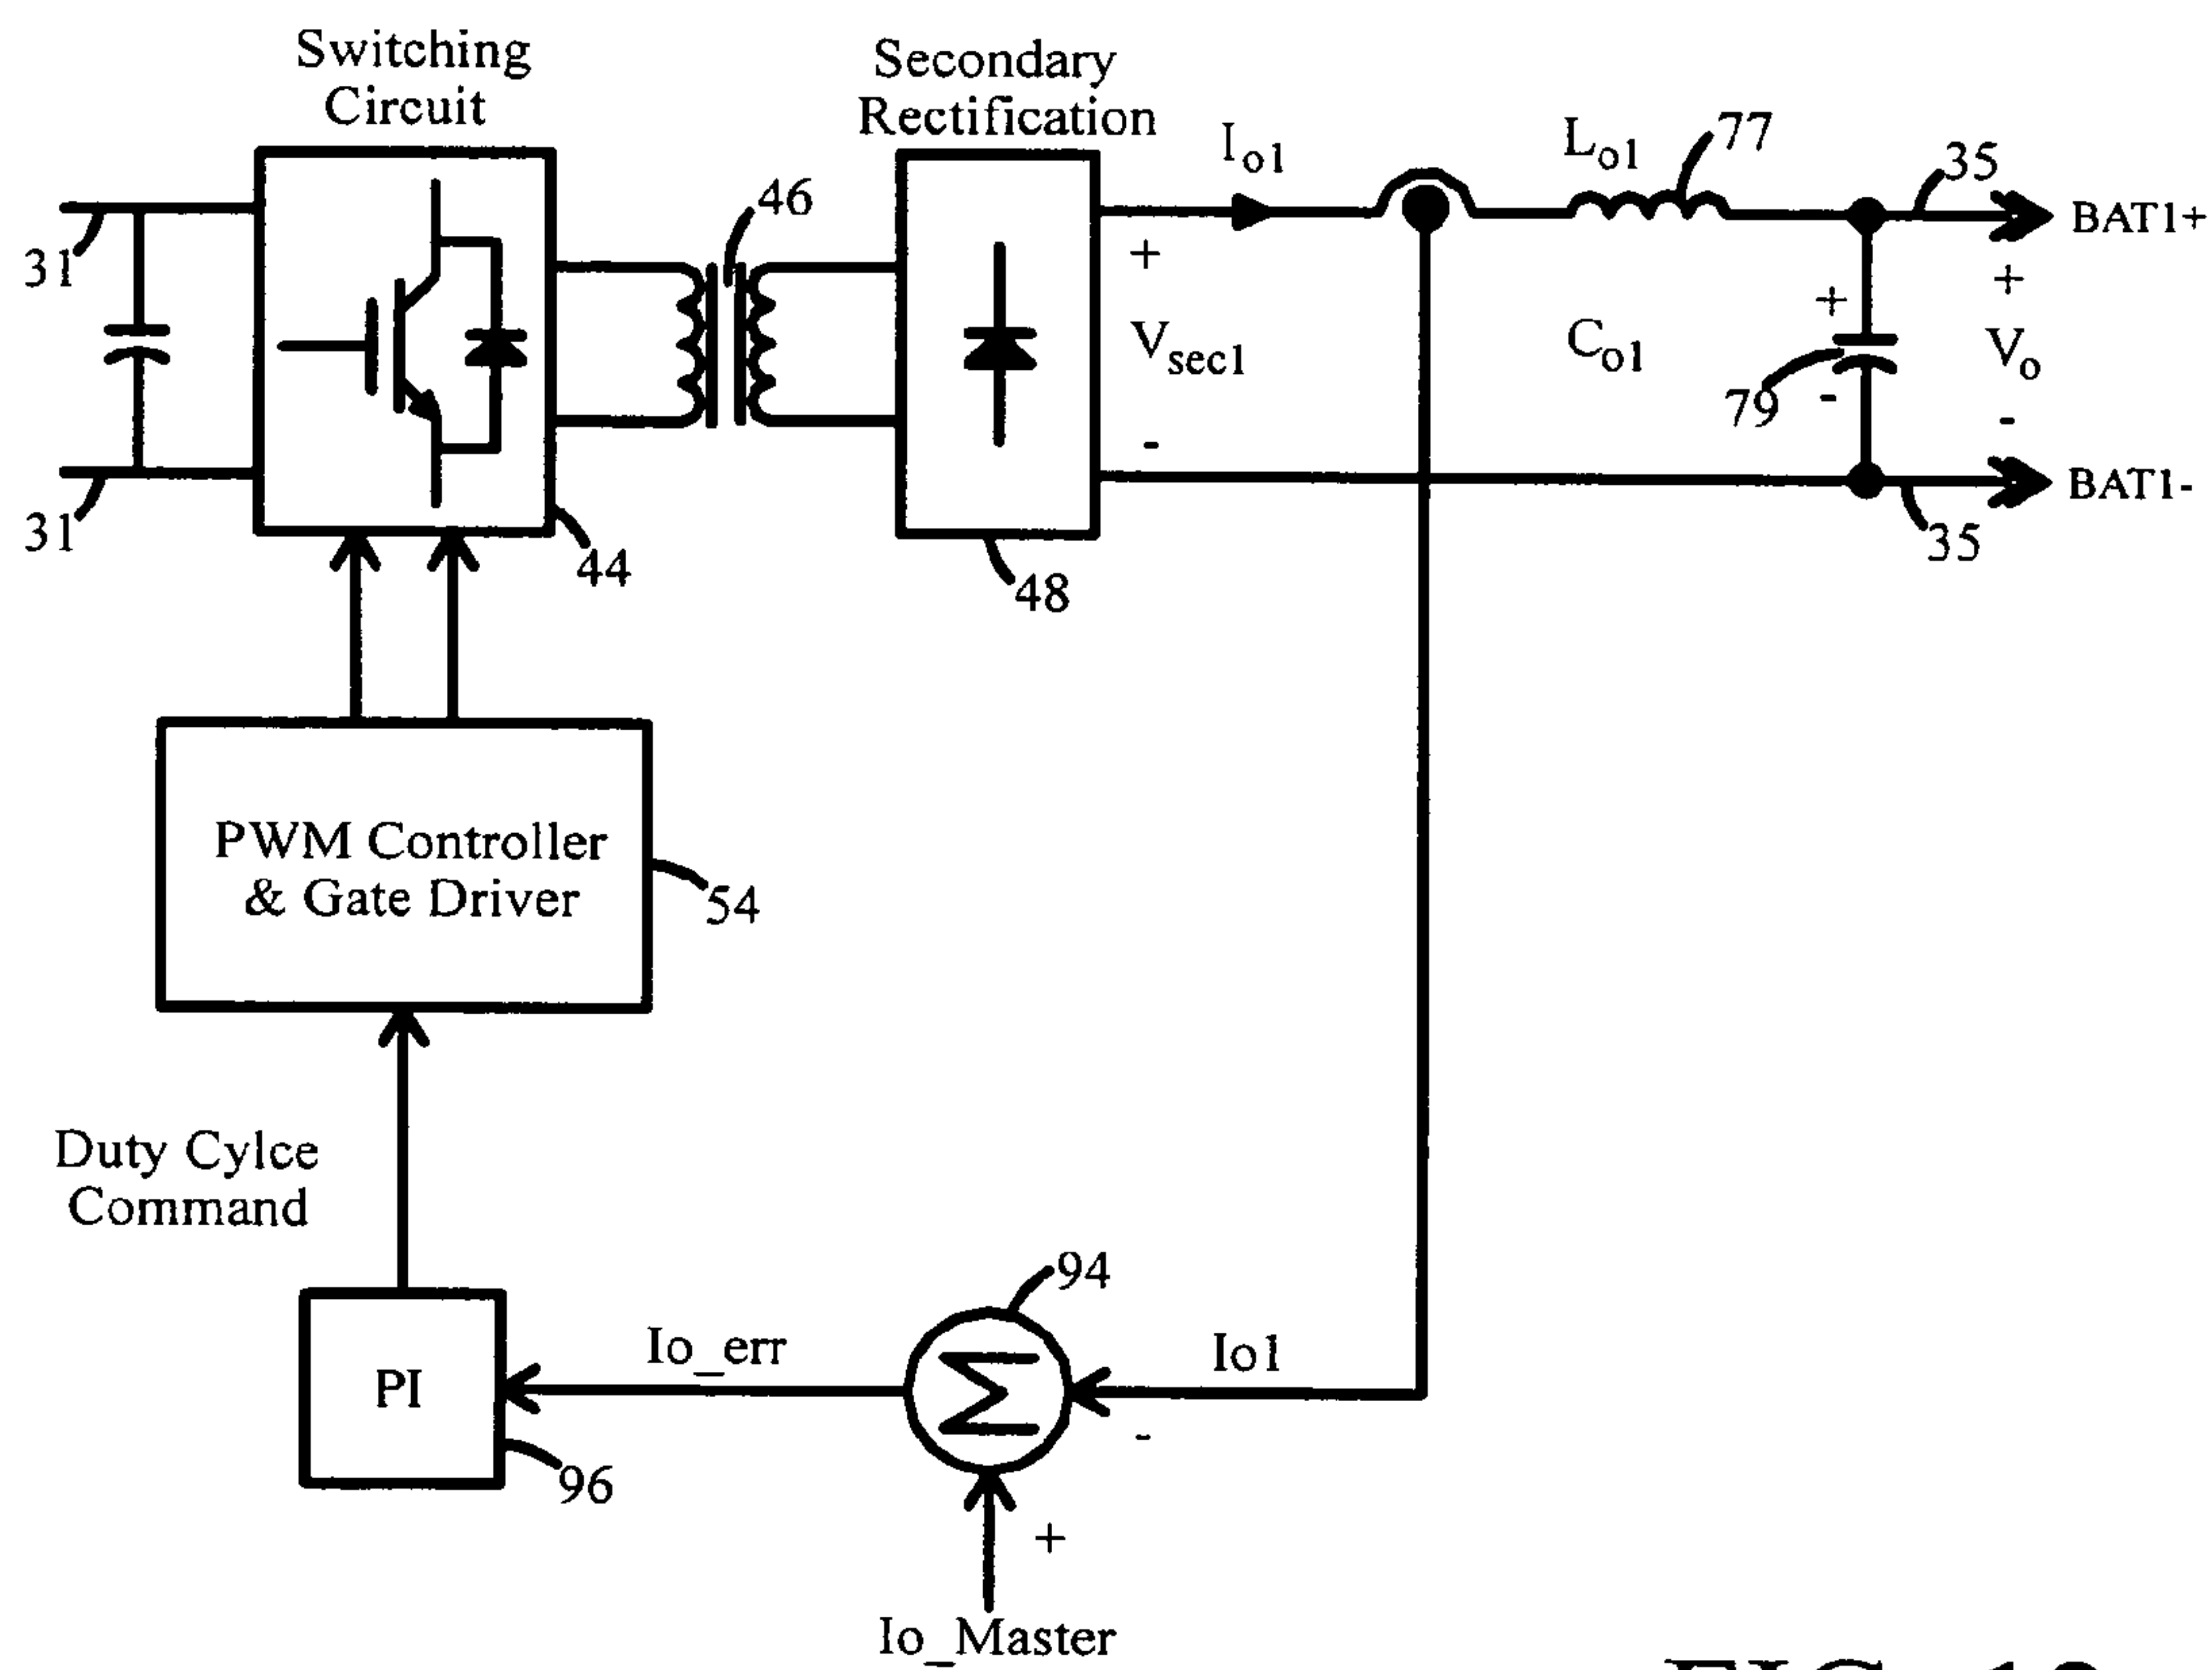 Switching
Circuit
Secondary
Rectification
Io1
Lo1
77
35
BAT1+
46
31
+
Vsec1
-
Co1
+
79
-
+
Vo
-
BAT1-
35
31
44
48
PWM Controller
& Gate Driver
54
Duty Cylce
Command
94
Io_err
Io1
PI
-
96
+
Io_Master